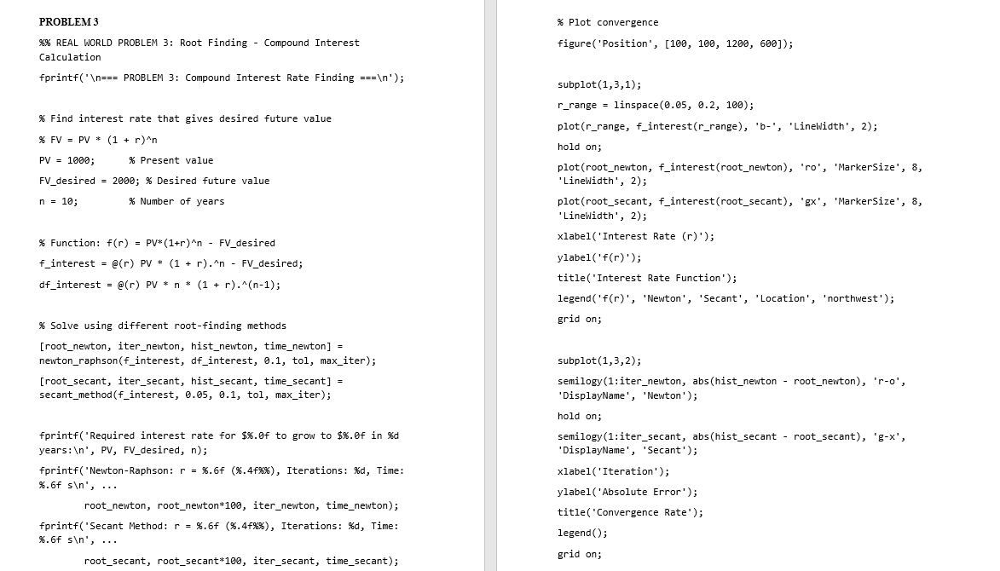 PROBLEM 3
%% REAL WORLD PROBLEM 3: Root Finding - Compound Interest
Calculation
fprintf('\n=== PROBLEM 3: Compound Interest Rate Finding ===\n');
% Find interest rate that gives desired future value
% FV = PV * (1 + r)^n
PV = 1000;      % Present value
FV_desired = 2000; % Desired future value
n = 10;         % Number of years
% Function: f(r) = PV*(1+r)^n - FV_desired
f_interest = @(r) PV * (1 + r).^n - FV_desired;
df_interest = @(r) PV * n * (1 + r).^(n-1);
% Solve using different root-finding methods
[root_newton, iter_newton, hist_newton, time_newton] =
newton_raphson(f_interest, df_interest, 0.1, tol, max_iter);
[root_secant, iter_secant, hist_secant, time_secant] =
secant_method(f_interest, 0.05, 0.1, tol, max_iter);
fprintf('Required interest rate for $%.0f to grow to $%.0f in %d
years:\n', PV, FV_desired, n);
fprintf('Newton-Raphson: r = %.6f (%.4f%%), Iterations: %d, Time:
%.6f s\n', ...
        root_newton, root_newton*100, iter_newton, time_newton);
fprintf('Secant Method: r = %.6f (%.4f%%), Iterations: %d, Time:
%.6f s\n', ...
        root_secant, root_secant*100, iter_secant, time_secant);
% Plot convergence
figure('Position', [100, 100, 1200, 600]);
subplot(1,3,1);
r_range = linspace(0.05, 0.2, 100);
plot(r_range, f_interest(r_range), 'b-', 'LineWidth', 2);
hold on;
plot(root_newton, f_interest(root_newton), 'ro', 'MarkerSize', 8,
'LineWidth', 2);
plot(root_secant, f_interest(root_secant), 'gx', 'MarkerSize', 8,
'LineWidth', 2);
xlabel('Interest Rate (r)');
ylabel('f(r)');
title('Interest Rate Function');
legend('f(r)', 'Newton', 'Secant', 'Location', 'northwest');
grid on;
subplot(1,3,2);
semilogy(1:iter_newton, abs(hist_newton - root_newton), 'r-o',
'DisplayName', 'Newton');
hold on;
semilogy(1:iter_secant, abs(hist_secant - root_secant), 'g-x',
'DisplayName', 'Secant');
xlabel('Iteration');
ylabel('Absolute Error');
title('Convergence Rate');
legend();
grid on;